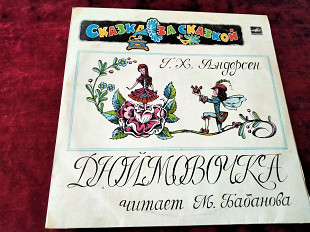 СКАЗКА ЗА СКАЗКОЙ
Г. Х. Андерсен
ДЮЙМОВОЧКА
читает М. Бабанова